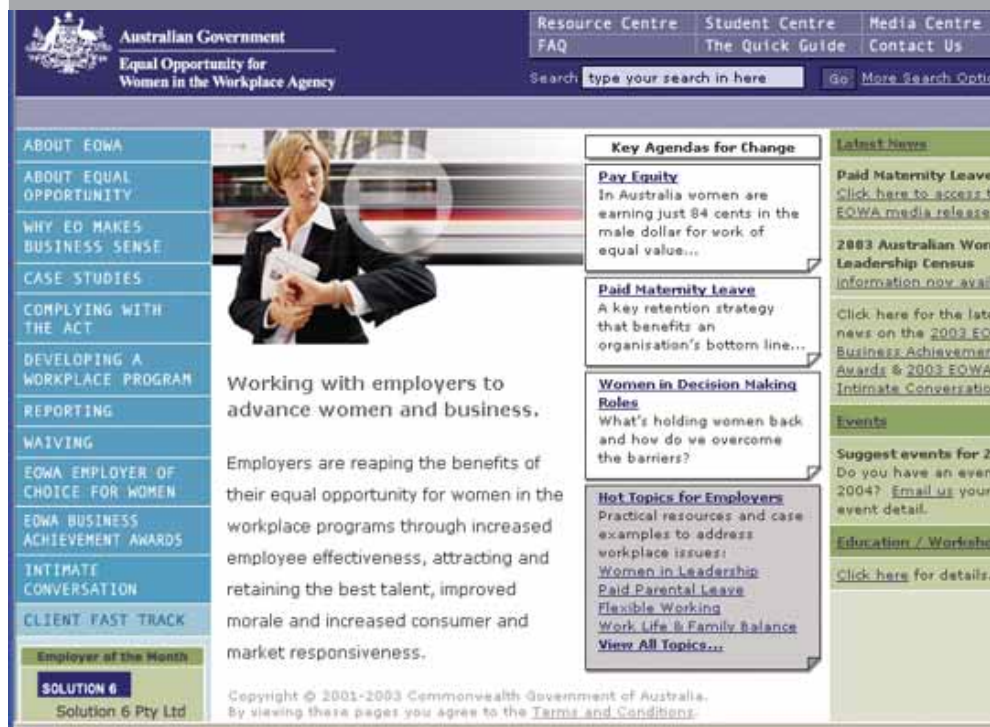 Australian Government
Equal Opportunity for
Women in the Workplace Agency
Resource Centre
Student Centre
Media Centre
FAQ
The Quick Guide
Contact Us
Search
type your search in here
Go
More Search
ABOUT EOWA
ABOUT EQUAL
OPPORTUNITY
WHY EO MAKES
BUSINESS SENSE
CASE STUDIES
COMPLYING WITH
THE ACT
DEVELOPING A
WORKPLACE PROGRAM
REPORTING
WAIVING
EOWA EMPLOYER OF
CHOICE FOR WOMEN
EOWA BUSINESS
ACHIEVEMENT AWARDS
INTIMATE
CONVERSATION
CLIENT FAST TRACK
Employer of the Month
SOLUTION 6
Solution 6 Pty Ltd
Working with employers to
advance women and business.
Employers are reaping the benefits of
their equal opportunity for women in the
workplace programs through increased
employee effectiveness, attracting and
retaining the best talent, improved
morale and increased consumer and
market responsiveness.
Copyright © 2001-2003 Commonwealth Government of Australia.
By viewing these pages you agree to the Terms and Conditions.
Key Agendas for Change
Pay Equity
In Australia women are
earning just 84 cents in the
male dollar for work of
equal value...
Paid Maternity Leave
A key retention strategy
that benefits an
organisation's bottom line...
Women in Decision Making
Roles
What's holding women back
and how do we overcome
the barriers?
Hot Topics for Employers
Practical resources and case
examples to address
workplace issues:
Women in Leadership
Paid Parental Leave
Flexible Working
Work Life & Family Balance
View All Topics...
Latest News
Paid Maternity Leave
Click here to access
EOWA media release
2003 Australian
Leadership Census
information now
Click here for the
news on the 2003
Business
Awards & 2003 EOWA
Intimate
Events
Suggest events for
Do you have an
2004? Email us your
event detail.
Education /
Click here for details.